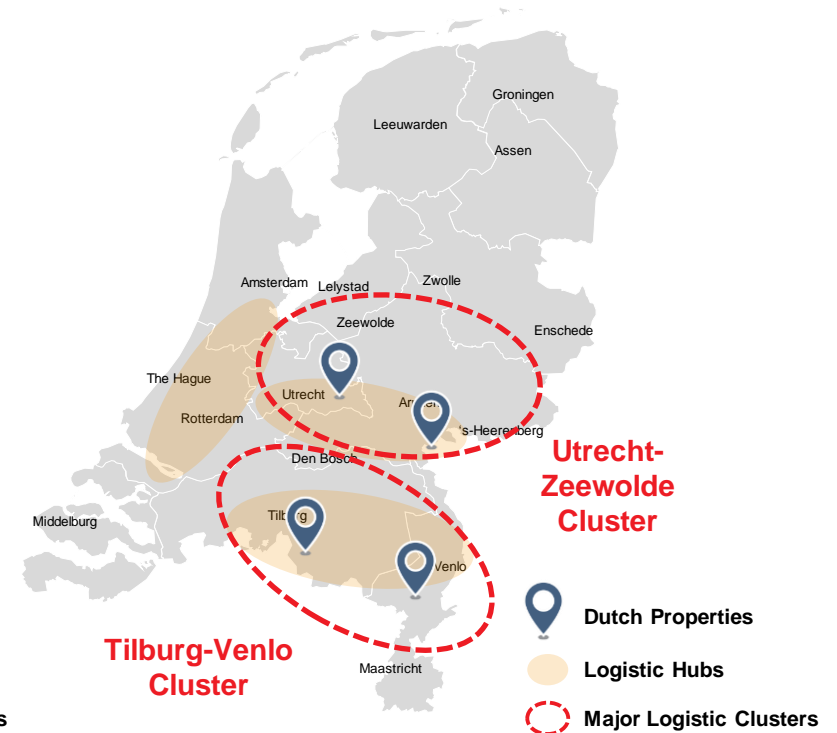 Groningen
Leeuwarden
Assen
Zwolle
Amsterdam
Lelystad
Zeewolde
Enschede
The Hague
Utrecht
Rotterdam
's-Heerenberg
Den Bosch
Utrecht-
Zeewolde
Cluster
Middelburg
Venlo
Dutch Properties
Tilburg-Venlo
Cluster
Maastricht
Logistic Hubs
s
Major Logistic Clusters